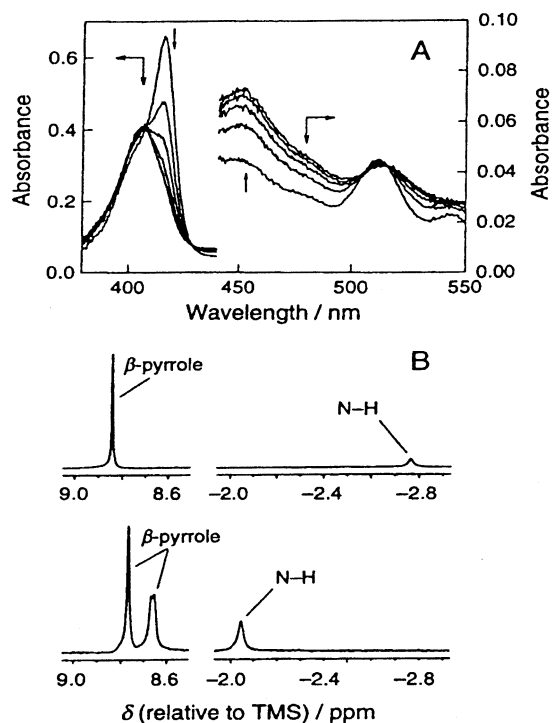 A
Absorbance
0.6
0.4
0.2
0.0
0.10
0.08
0.06
0.04
0.02
0.00
Absorbance
400
450
500
550
Wavelength / nm
B
β-pyrrole
N–H
9.0
8.6
−2.0
−2.4
−2.8
β-pyrrole
N–H
9.0
8.6
−2.0
−2.4
−2.8
δ (relative to TMS) / ppm